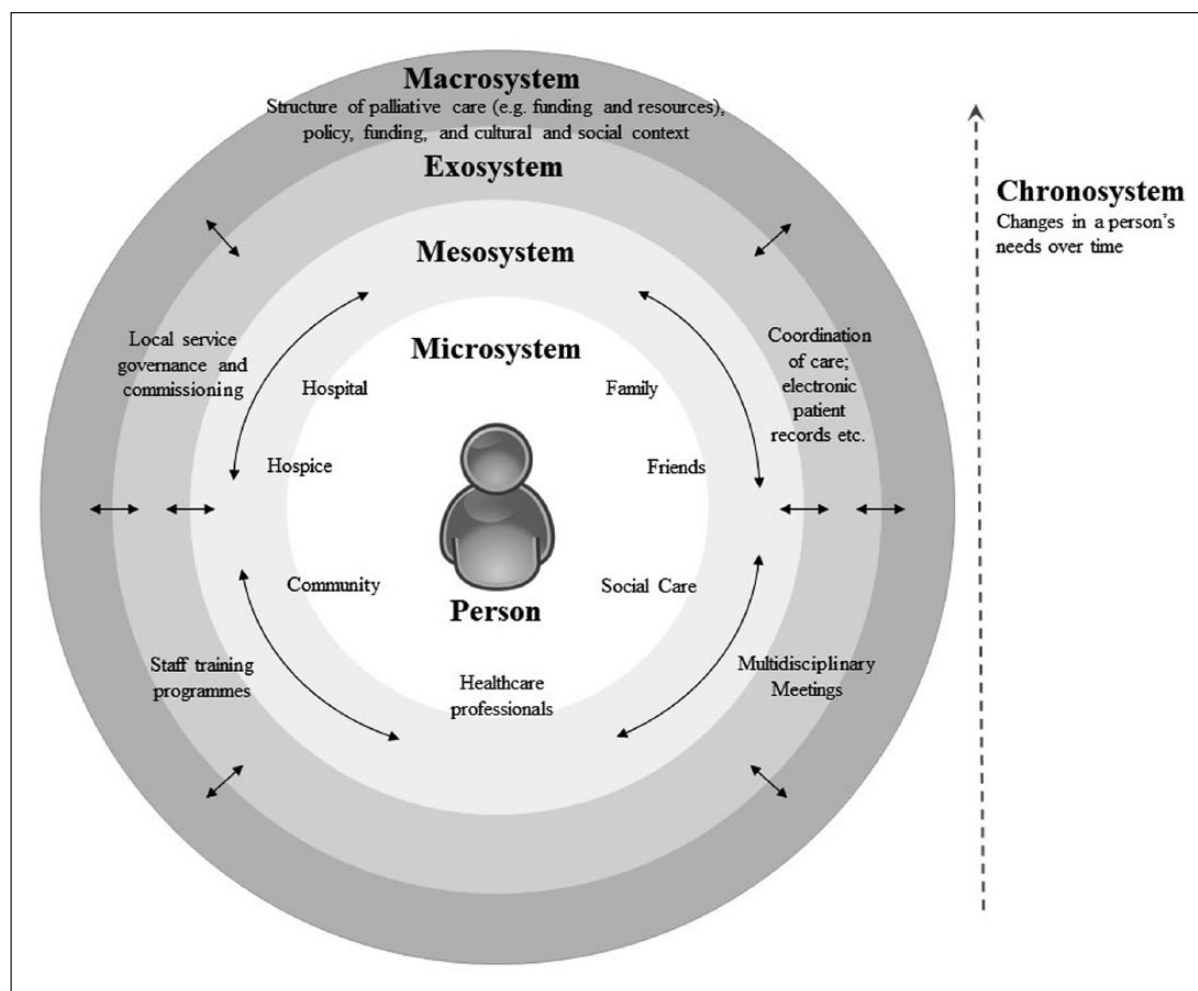 Macrosystem
Structure of palliative care (e.g. funding and resources),
policy, funding, and cultural and social context
Exosystem
Mesosystem
Microsystem
Local service
governance and
commissioning
Hospital
Hospice
Community
Staff training
programmes
Family
Friends
Social Care
Person
Healthcare
professionals
Coordination
of care;
electronic
patient
records etc.
Multidisciplinary
Meetings
Chronosystem
Changes in a person's
needs over time